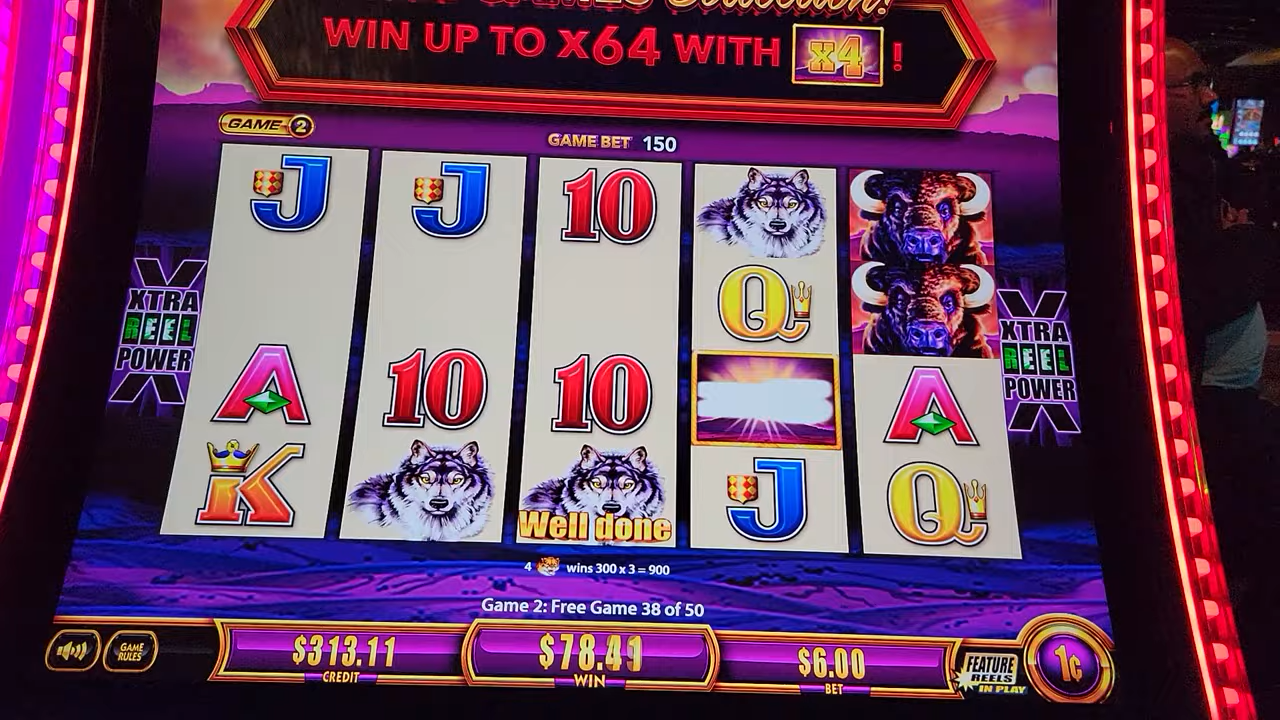 WIN UP TO X64 WITH x4 !
GAME 2
GAME BET 150
J J 10
Q
XTRA
REEL
POWER
XTRA
REEL
POWER
A 10 10 A
K J Q
Well done
4 wins 300 x 3 = 900
Game 2: Free Game 38 of 50
GAME
RULES
$313.11
CREDIT
$78.41
WIN
$6.00
BET
FEATURE
REELS
IN PLAY
1¢